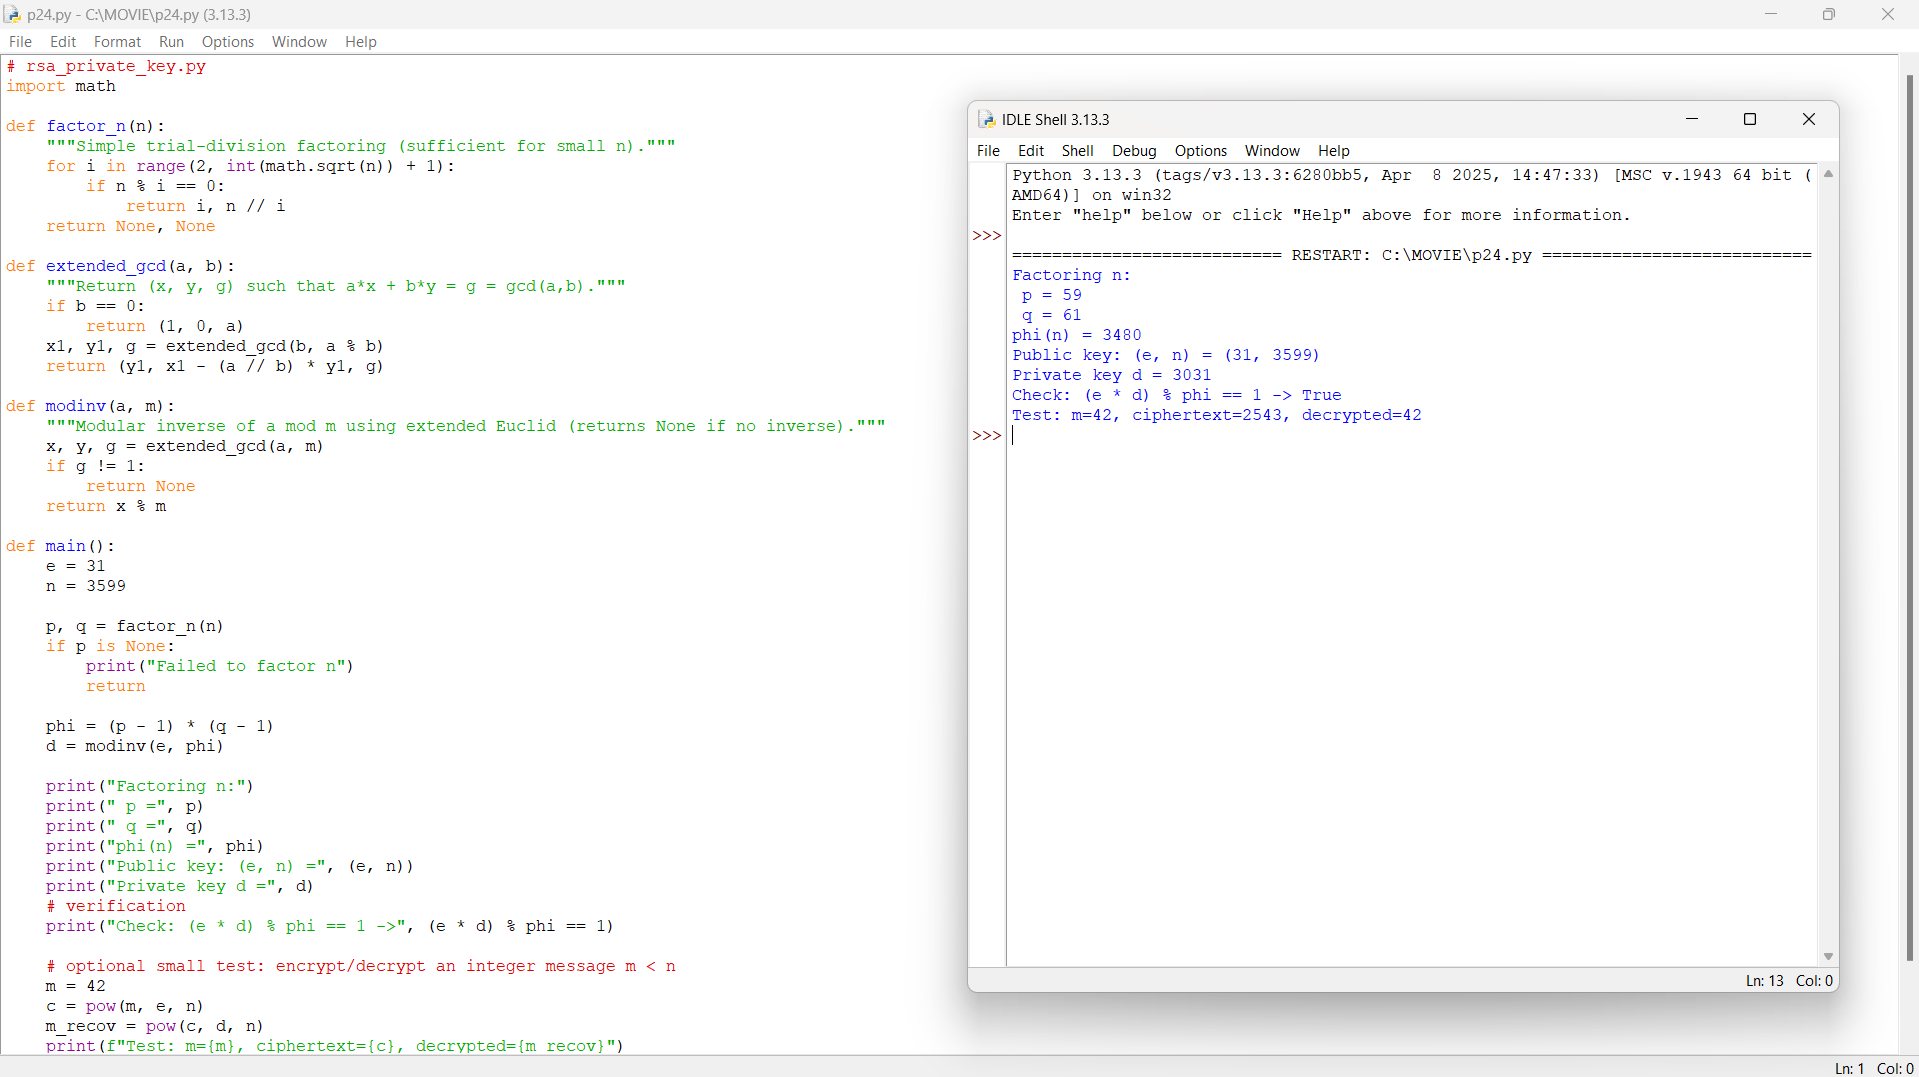 p24.py - C:\MOVIE\p24.py (3.13.3)
File Edit Format Run Options Window Help
# rsa_private_key.py
import math

def factor_n(n):
    """Simple trial-division factoring (sufficient for small n)."""
    for i in range(2, int(math.sqrt(n)) + 1):
        if n % i == 0:
            return i, n // i
    return None, None

def extended_gcd(a, b):
    """Return (x, y, g) such that a*x + b*y = g = gcd(a,b)."""
    if b == 0:
        return (1, 0, a)
    x1, y1, g = extended_gcd(b, a % b)
    return (y1, x1 - (a // b) * y1, g)

def modinv(a, m):
    """Modular inverse of a mod m using extended Euclid (returns None if no inverse)."""
    x, y, g = extended_gcd(a, m)
    if g != 1:
        return None
    return x % m

def main():
    e = 31
    n = 3599

    p, q = factor_n(n)
    if p is None:
        print("Failed to factor n")
        return

    phi = (p - 1) * (q - 1)
    d = modinv(e, phi)

    print("Factoring n:")
    print(" p =", p)
    print(" q =", q)
    print("phi(n) =", phi)
    print("Public key: (e, n) =", (e, n))
    print("Private key d =", d)
    # verification
    print("Check: (e * d) % phi == 1 ->", (e * d) % phi == 1)

    # optional small test: encrypt/decrypt an integer message m < n
    m = 42
    c = pow(m, e, n)
    m_recov = pow(c, d, n)
    print(f"Test: m={m}, ciphertext={c}, decrypted={m_recov}")
Ln: 1 Col: 0
IDLE Shell 3.13.3
File Edit Shell Debug Options Window Help
Python 3.13.3 (tags/v3.13.3:6280bb5, Apr  8 2025, 14:47:33) [MSC v.1943 64 bit (
AMD64)] on win32
Enter "help" below or click "Help" above for more information.
>>>
=========================== RESTART: C:\MOVIE\p24.py ===========================
Factoring n:
 p = 59
 q = 61
phi(n) = 3480
Public key: (e, n) = (31, 3599)
Private key d = 3031
Check: (e * d) % phi == 1 -> True
Test: m=42, ciphertext=2543, decrypted=42
>>>
Ln: 13 Col: 0